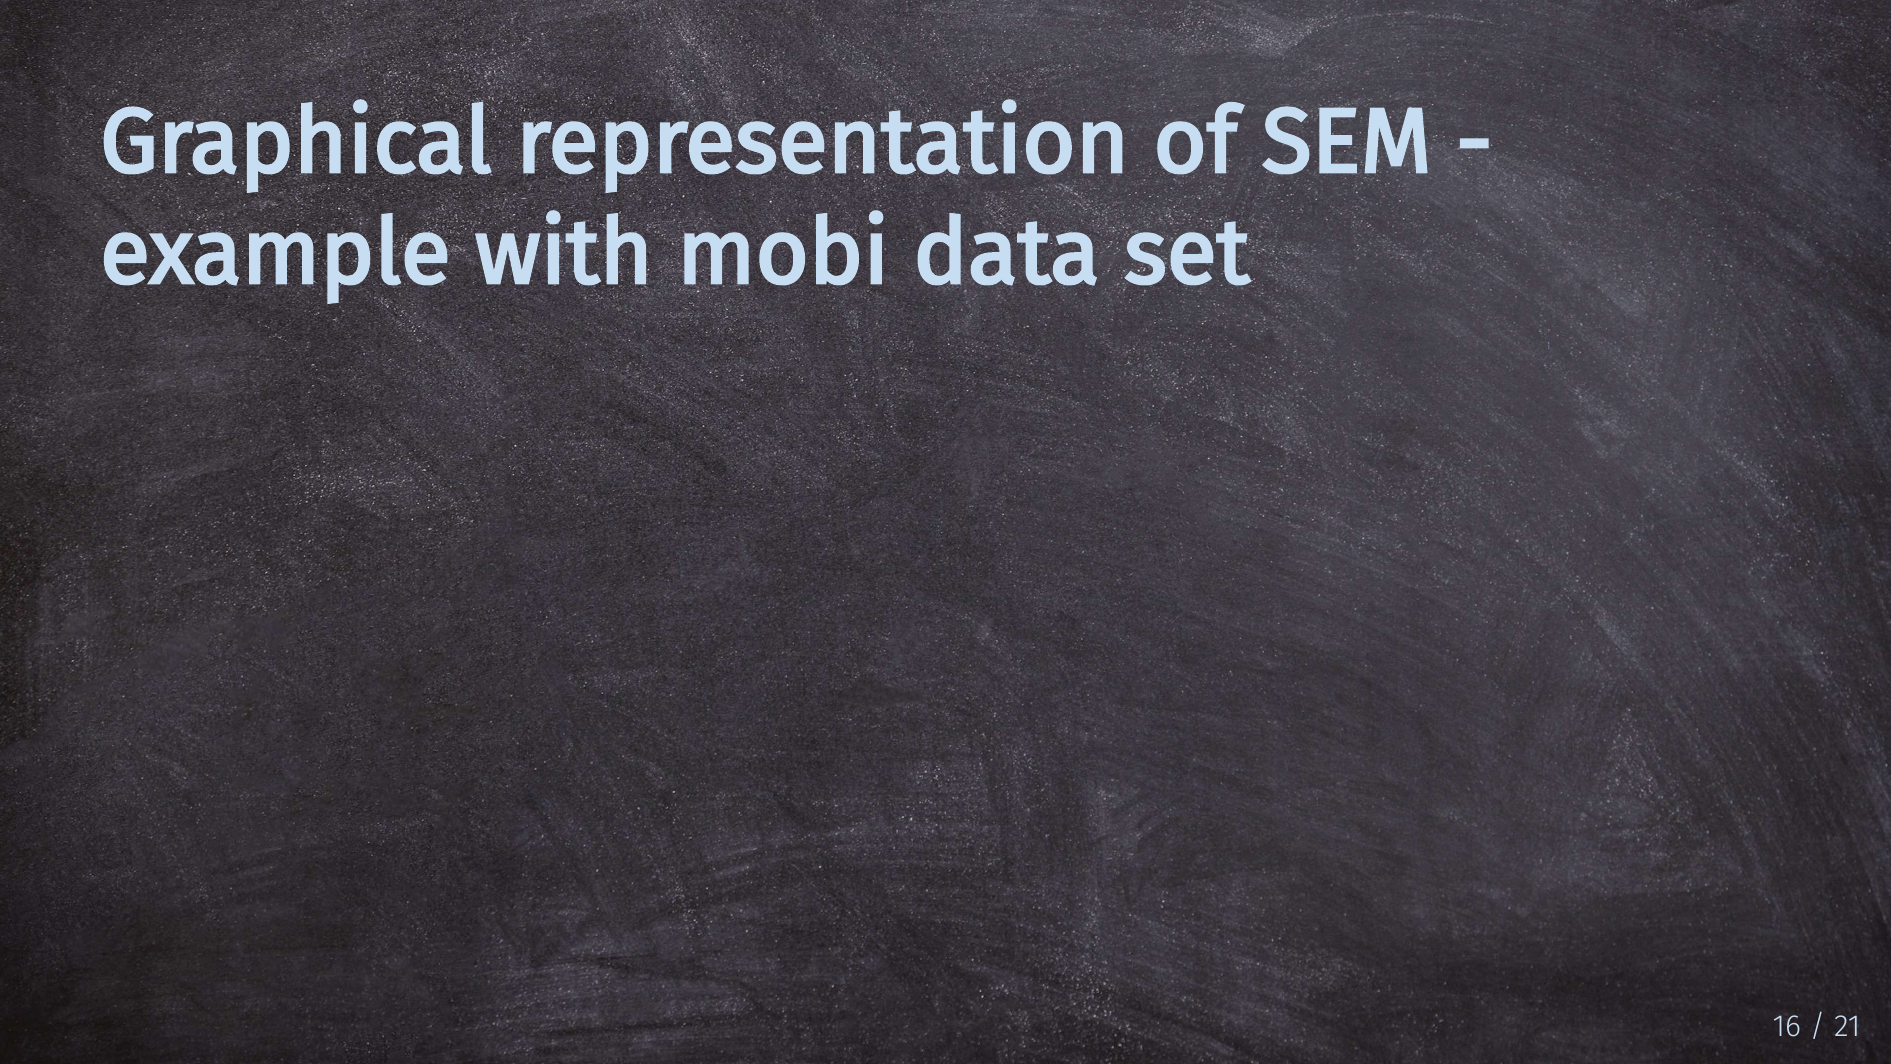 Graphical representation of SEM -
example with mobi data set
16 / 21